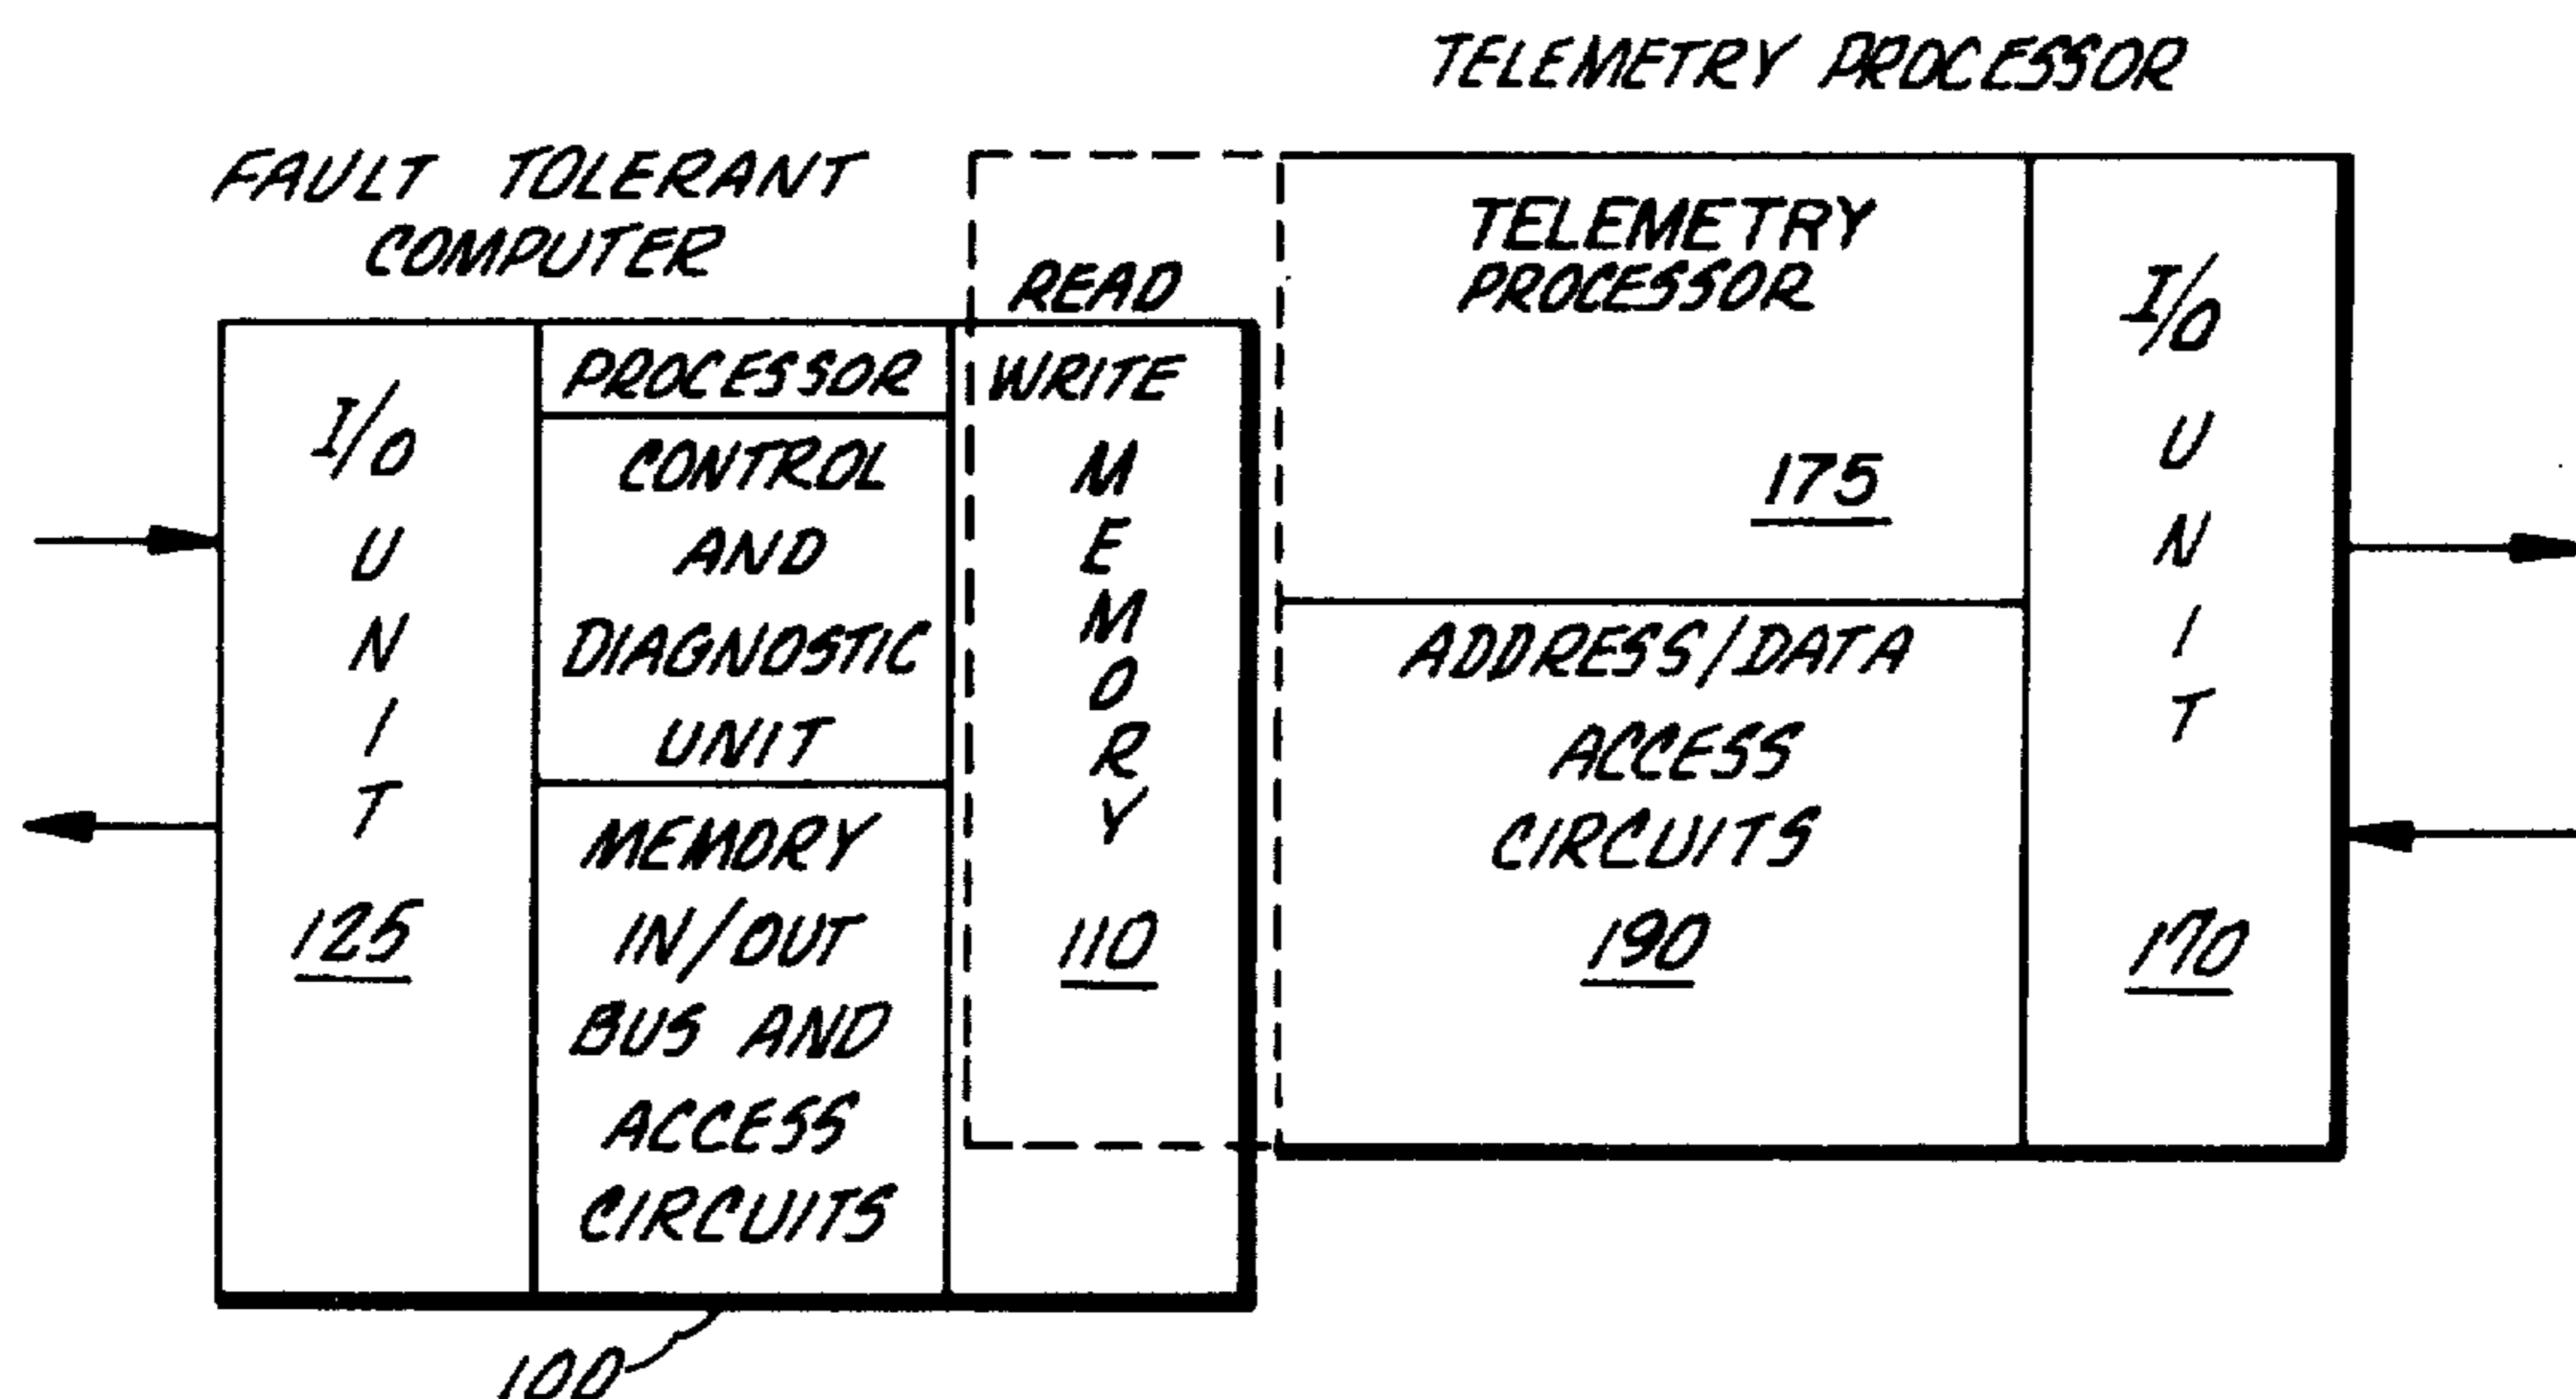 TELEMETRY PROCESSOR
FAULT TOLERANT
COMPUTER
I/O
UNIT
125
PROCESSOR
CONTROL
AND
DIAGNOSTIC
UNIT
MEMORY
IN/OUT
BUS AND
ACCESS
CIRCUITS
READ
WRITE
MEMORY
110
TELEMETRY
PROCESSOR
175
ADDRESS/DATA
ACCESS
CIRCUITS
190
I/O
UNIT
170
100